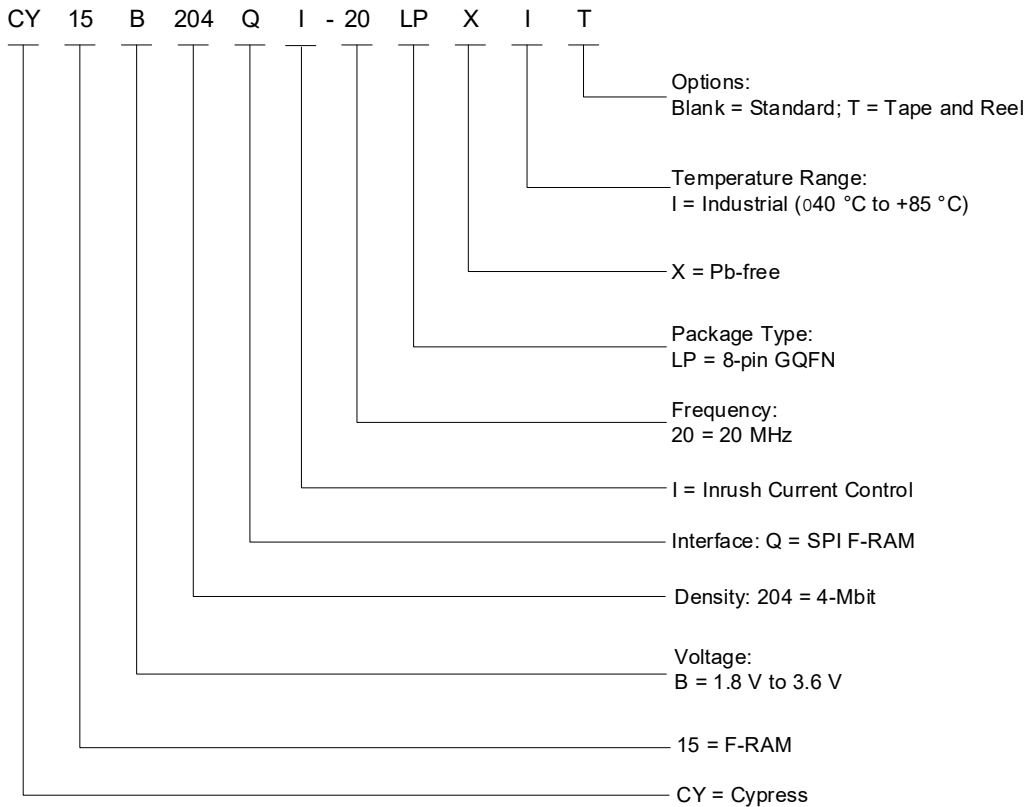 CY 15 B 204 Q I - 20 LP X I T
Options:
Blank = Standard; T = Tape and Reel
Temperature Range:
I = Industrial (040 °C to +85 °C)
X = Pb-free
Package Type:
LP = 8-pin GQFN
Frequency:
20 = 20 MHz
I = Inrush Current Control
Interface: Q = SPI F-RAM
Density: 204 = 4-Mbit
Voltage:
B = 1.8 V to 3.6 V
15 = F-RAM
CY = Cypress